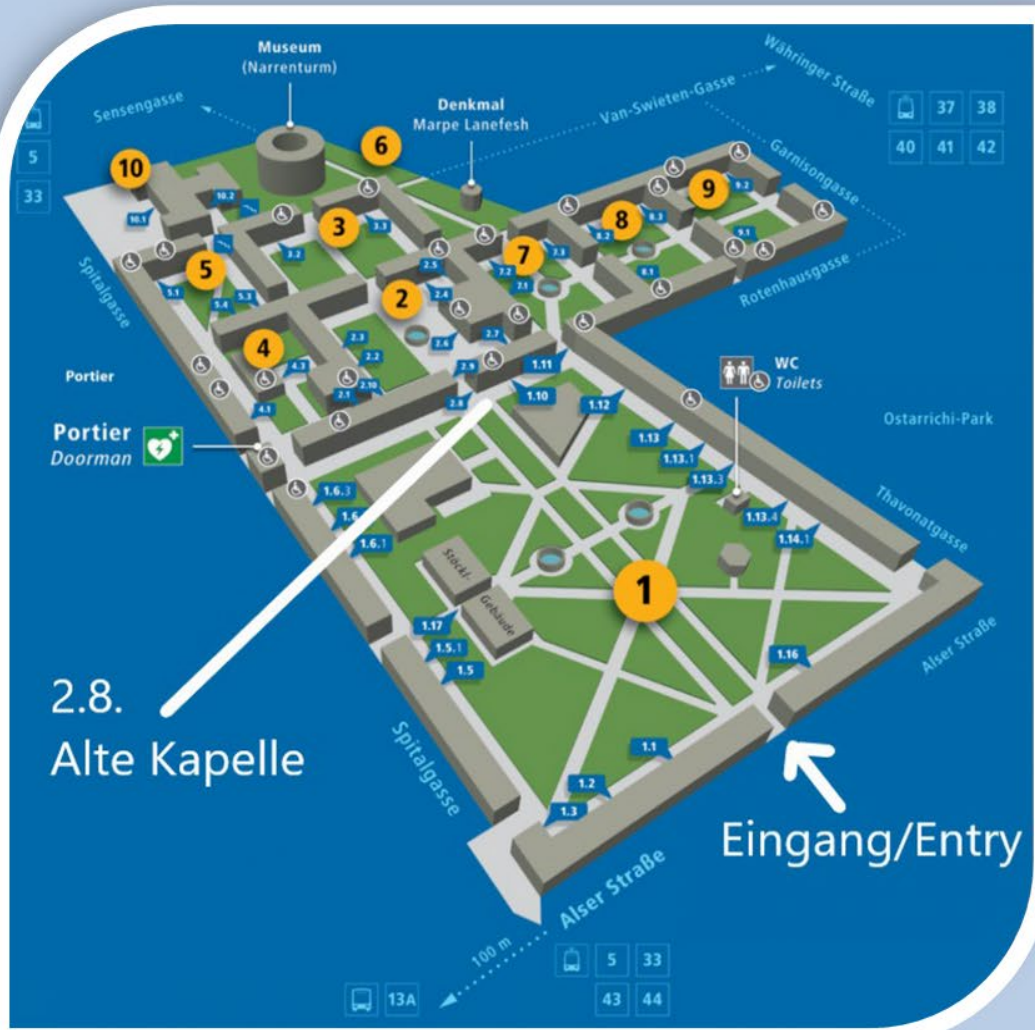 Museum
(Narrenturm)
Sensengasse
Denkmal
Marpe Lanefesh
Van-Swieten-Gasse
Währinger Straße
37 38
40 41 42
5
33
Garnisongasse
6
10
10.2
10.1
9
9.2
9.1
3
3.3
3.2
8
8.3
8.2
8.1
7
7.3
7.2
7.1
5
5.1
5.3
5.4
2
2.5
2.4
2.3
2.6
2.7
2.2
2.9
2.1
2.10
2.8
Rotenhausgasse
Spitalgasse
4
4.3
4.1
1.11
1.10
1.12
WC
Toilets
Portier
Portier
Doorman
Ostarrichi-Park
1.13
1.13.1
1.13.3
1.13.4
1.14.1
Thavonatgasse
1.6.3
1.6.1
Stöckl-
Gebäude
1
1.17
1.5.1
1.5
1.16
Alser Straße
2.8.
Alte Kapelle
Spitalgasse
1.1
1.2
1.3
Eingang/Entry
Alser Straße
100 m
13A
5 33
43 44